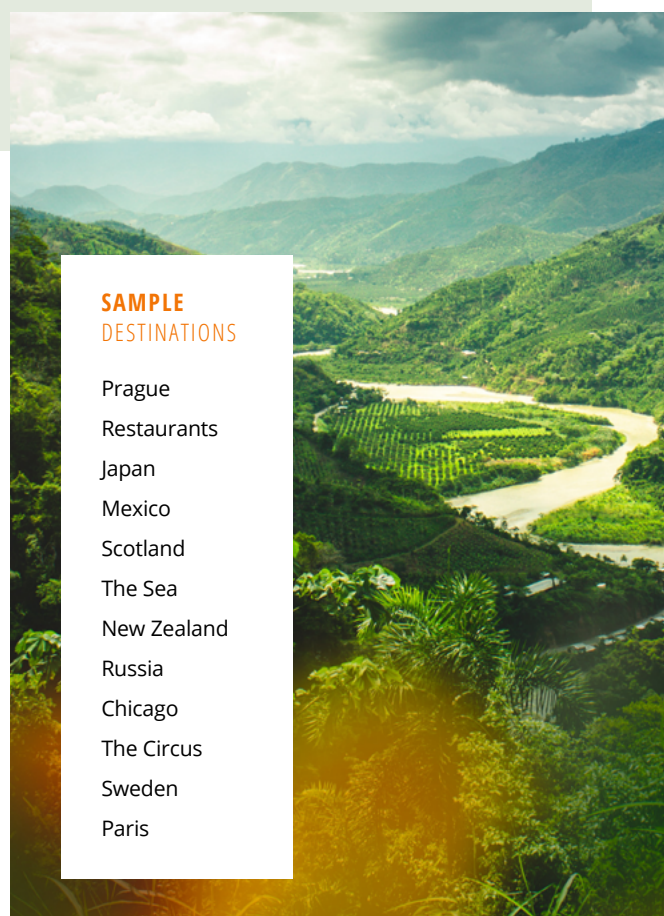 SAMPLE
DESTINATIONS
Prague
Restaurants
Japan
Mexico
Scotland
The Sea
New Zealand
Russia
Chicago
The Circus
Sweden
Paris